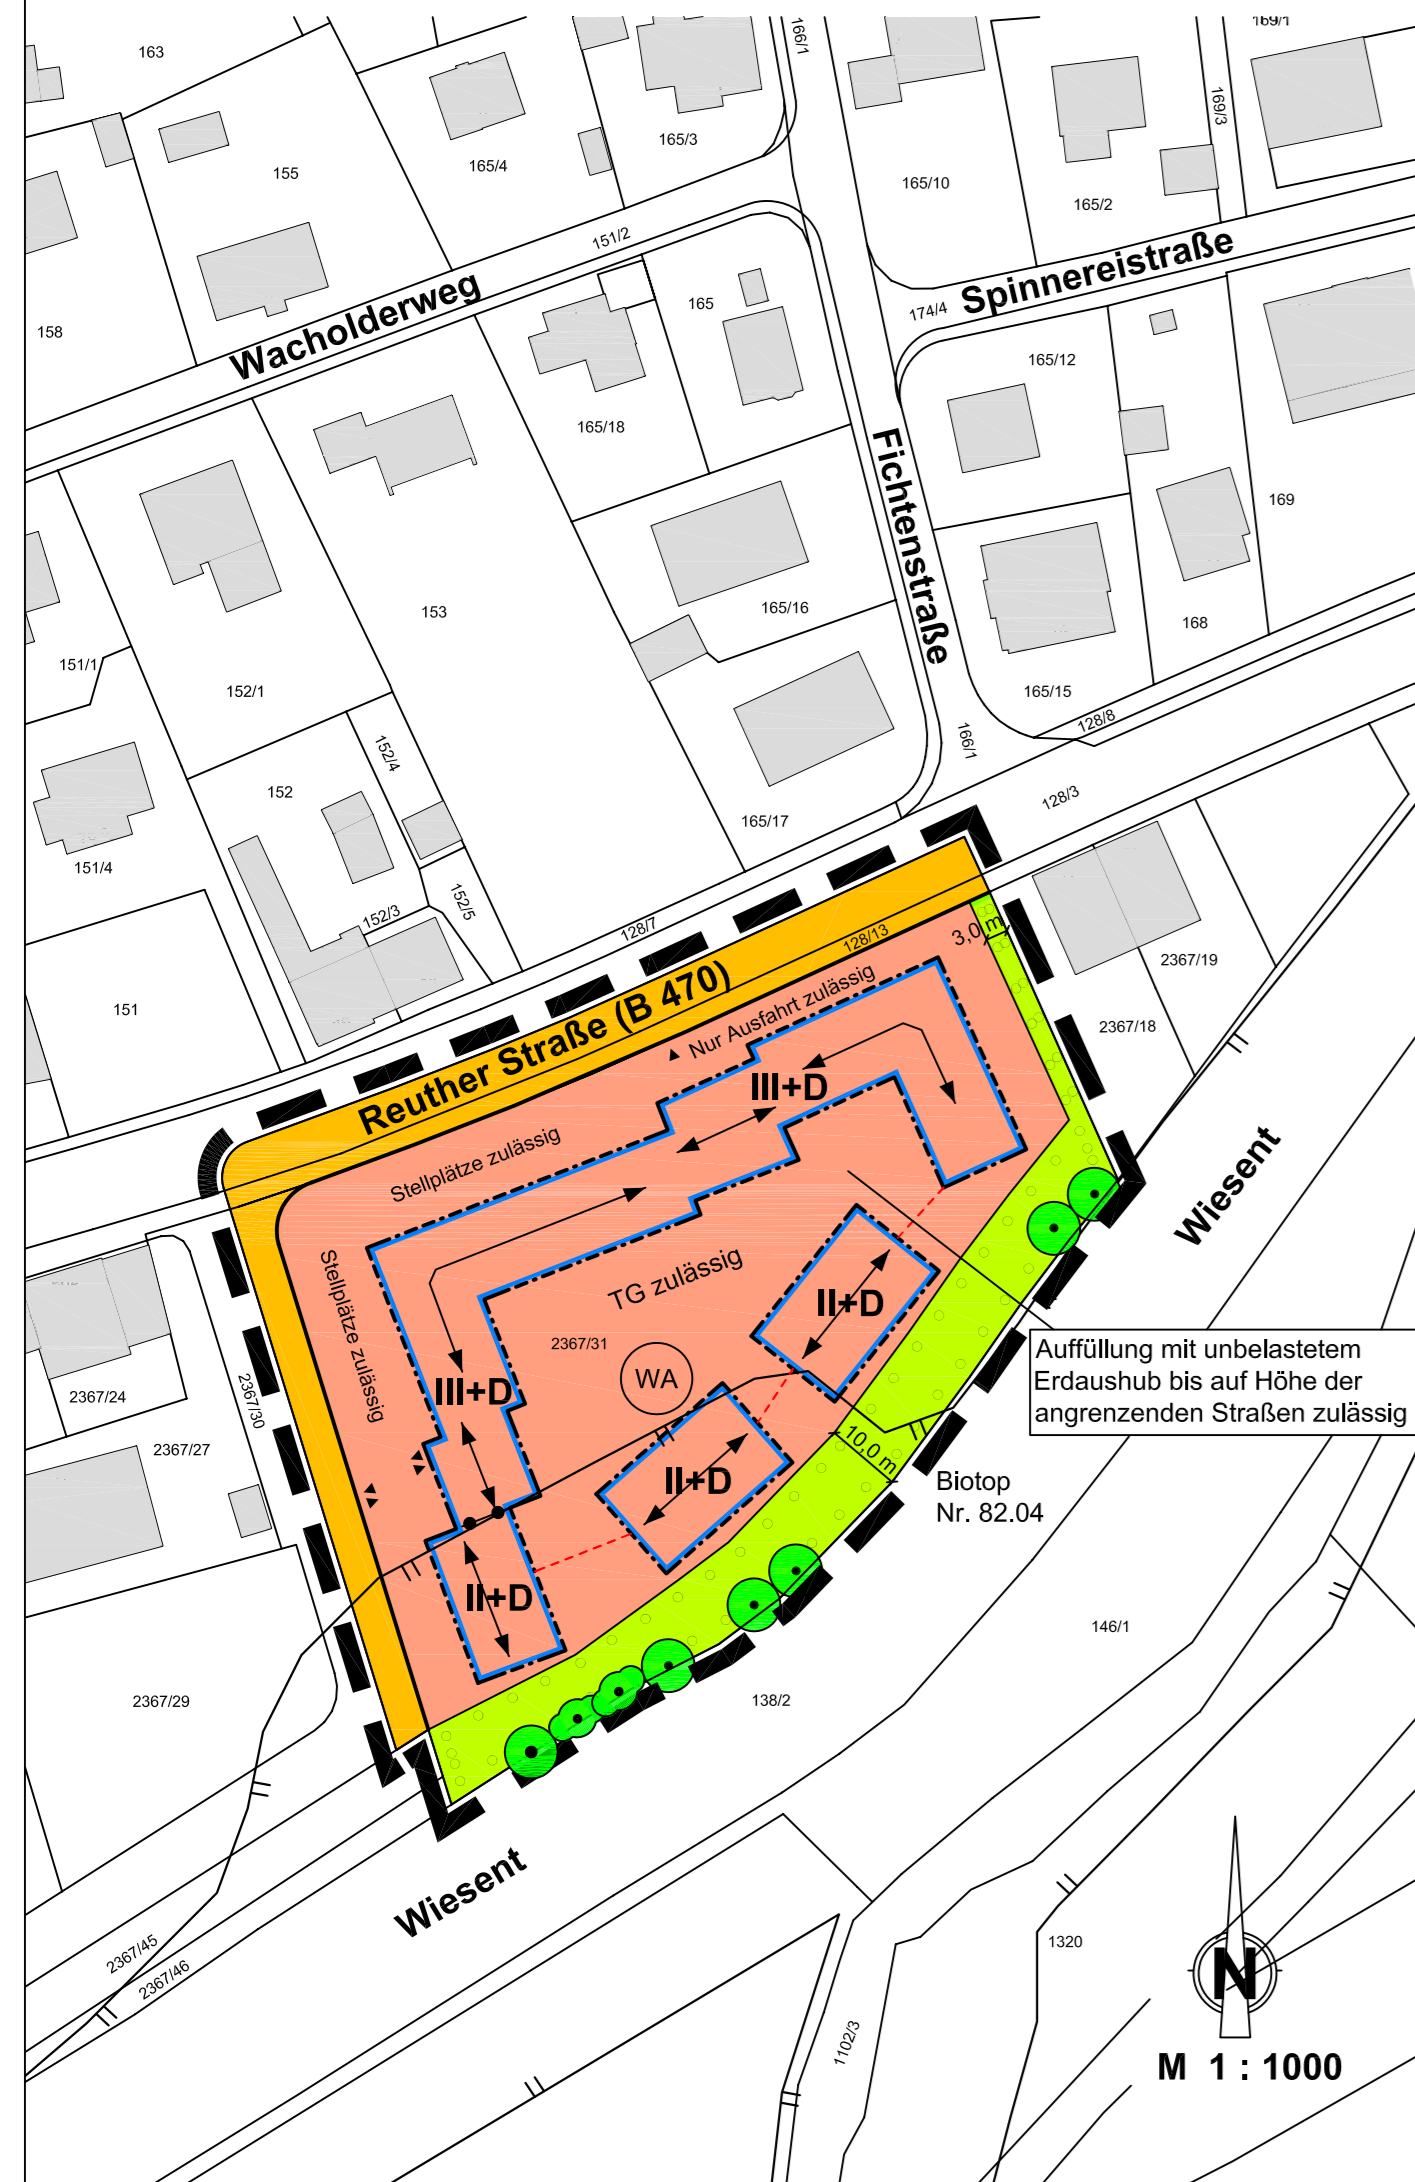 163
166/1
169/1
169/3
155
165/4
165/3
165/10
165/2
151/2
Wacholderweg
158
165
174/4
Spinnereistraße
165/12
165/18
Fichtenstraße
169
153
165/16
168
151/1
152/1
165/15
128/8
166/1
152/4
152
128/3
165/17
151/4
152/5
152/3
128/7
128/13
3,0 m
2367/19
151
Reuther Straße (B 470)
Nur Ausfahrt zulässig
2367/18
III+D
Stellplätze zulässig
Wiesent
Stellplätze zulässig
TG zulässig
II+D
2367/31
WA
Auffüllung mit unbelastetem
Erdaushub bis auf Höhe der
angrenzenden Straßen zulässig
III+D
2367/24
2367/30
2367/27
10,0 m
II+D
Biotop
Nr. 82.04
II+D
146/1
2367/29
138/2
Wiesent
2367/45
2367/46
1320
N
1102/3
M 1 : 1000